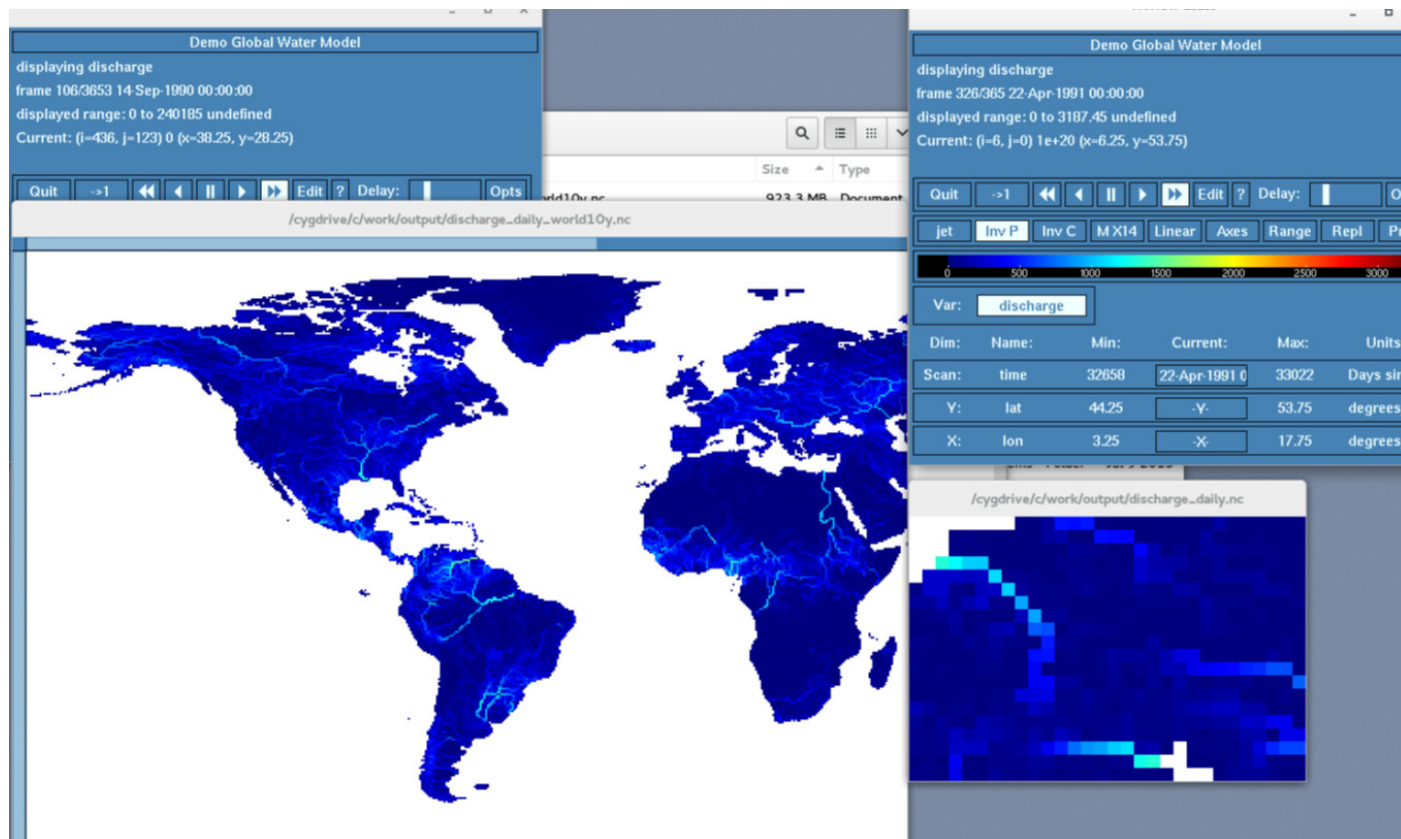 Demo Global Water Model
displaying discharge
frame 106/3653 14-Sep-1990 00:00:00
displayed range: 0 to 240185 undefined
Current: (i=436, j=123) 0 (x=38.25, y=28.25)
Quit ->1 Edit ? Delay: Opts
Size Type
923.3 MB Document
/cygdrive/c/work/output/discharge_daily_world10y.nc
Demo Global Water Model
displaying discharge
frame 326/365 22-Apr-1991 00:00:00
displayed range: 0 to 3187.45 undefined
Current: (i=6, j=0) 1e+20 (x=6.25, y=53.75)
Quit ->1 Edit ? Delay:
jet Inv P Inv C M X14 Linear Axes Range Repl
0 500 1000 1500 2000 2500 3000
Var: discharge
Dim: Name: Min: Current: Max: Units
Scan: time 32658 22-Apr-1991 0 33022 Days sin
Y: lat 44.25 -Y- 53.75 degrees
X: lon 3.25 -X- 17.75 degrees
/cygdrive/c/work/output/discharge_daily.nc